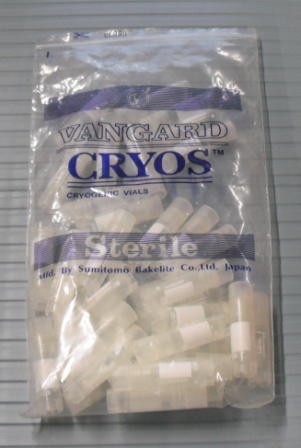 VANGARD
CRYOS™
CRYOGENIC VIALS
Sterile
Mfd. By Sumitomo Bakelite Co.,Ltd. Japan